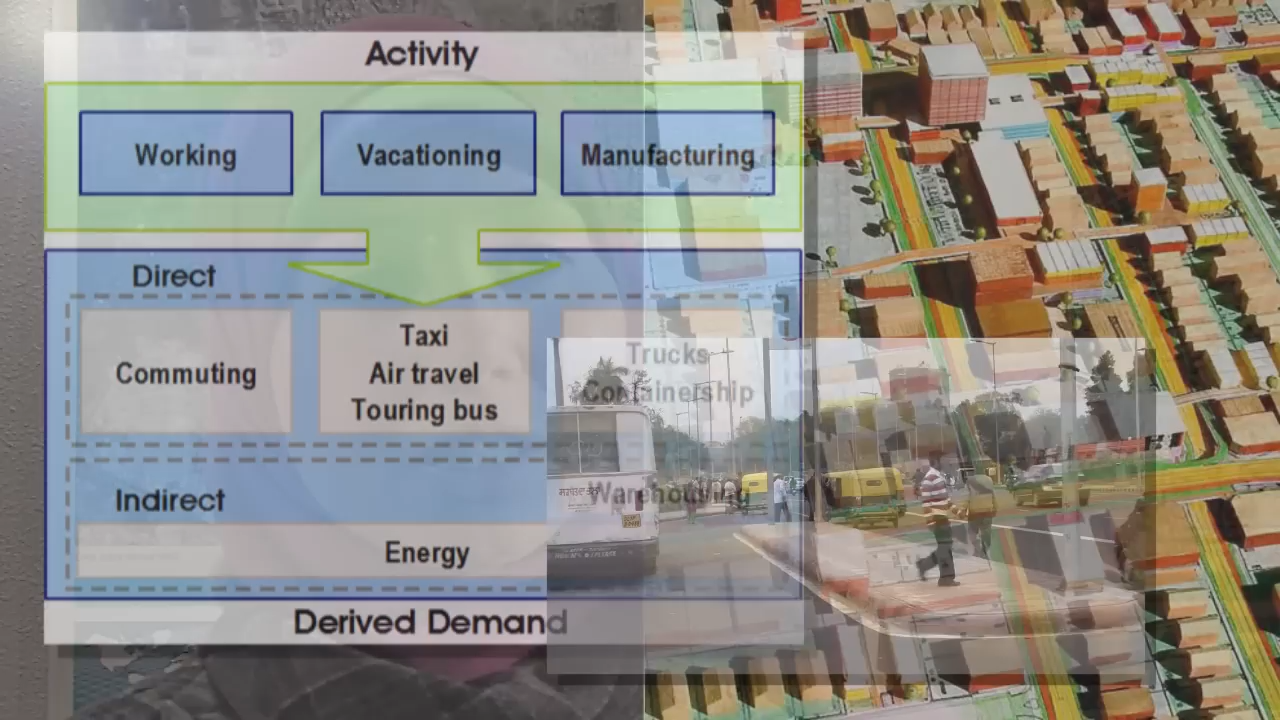 Activity
Working
Vacationing
Manufacturing
Direct
Commuting
Taxi
Air travel
Touring bus
Trucks
Containership
Warehousing
Indirect
Energy
Derived Demand